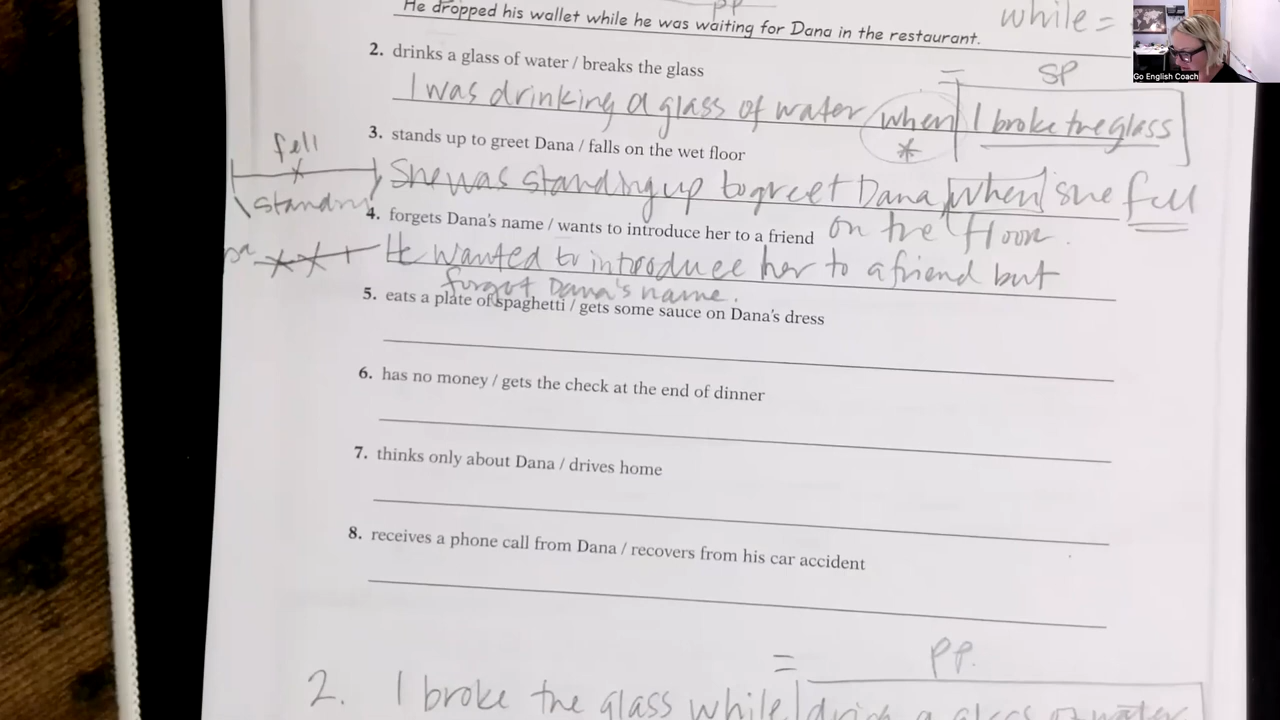 PP
He dropped his wallet while he was waiting for Dana in the restaurant.
while =
Go English Coach
2. drinks a glass of water / breaks the glass
= SP
I was drinking a glass of water when I broke the glass
*
3. stands up to greet Dana / falls on the wet floor
fell
She was standing up to greet Dana, when she fell
on the floor.
4. forgets Dana's name / wants to introduce her to a friend
He wanted to introduce her to a friend but
forgot Dana's name.
5. eats a plate of spaghetti / gets some sauce on Dana's dress
6. has no money / gets the check at the end of dinner
7. thinks only about Dana / drives home
8. receives a phone call from Dana / recovers from his car accident
= PP.
2. I broke the glass while I drink a glass of water